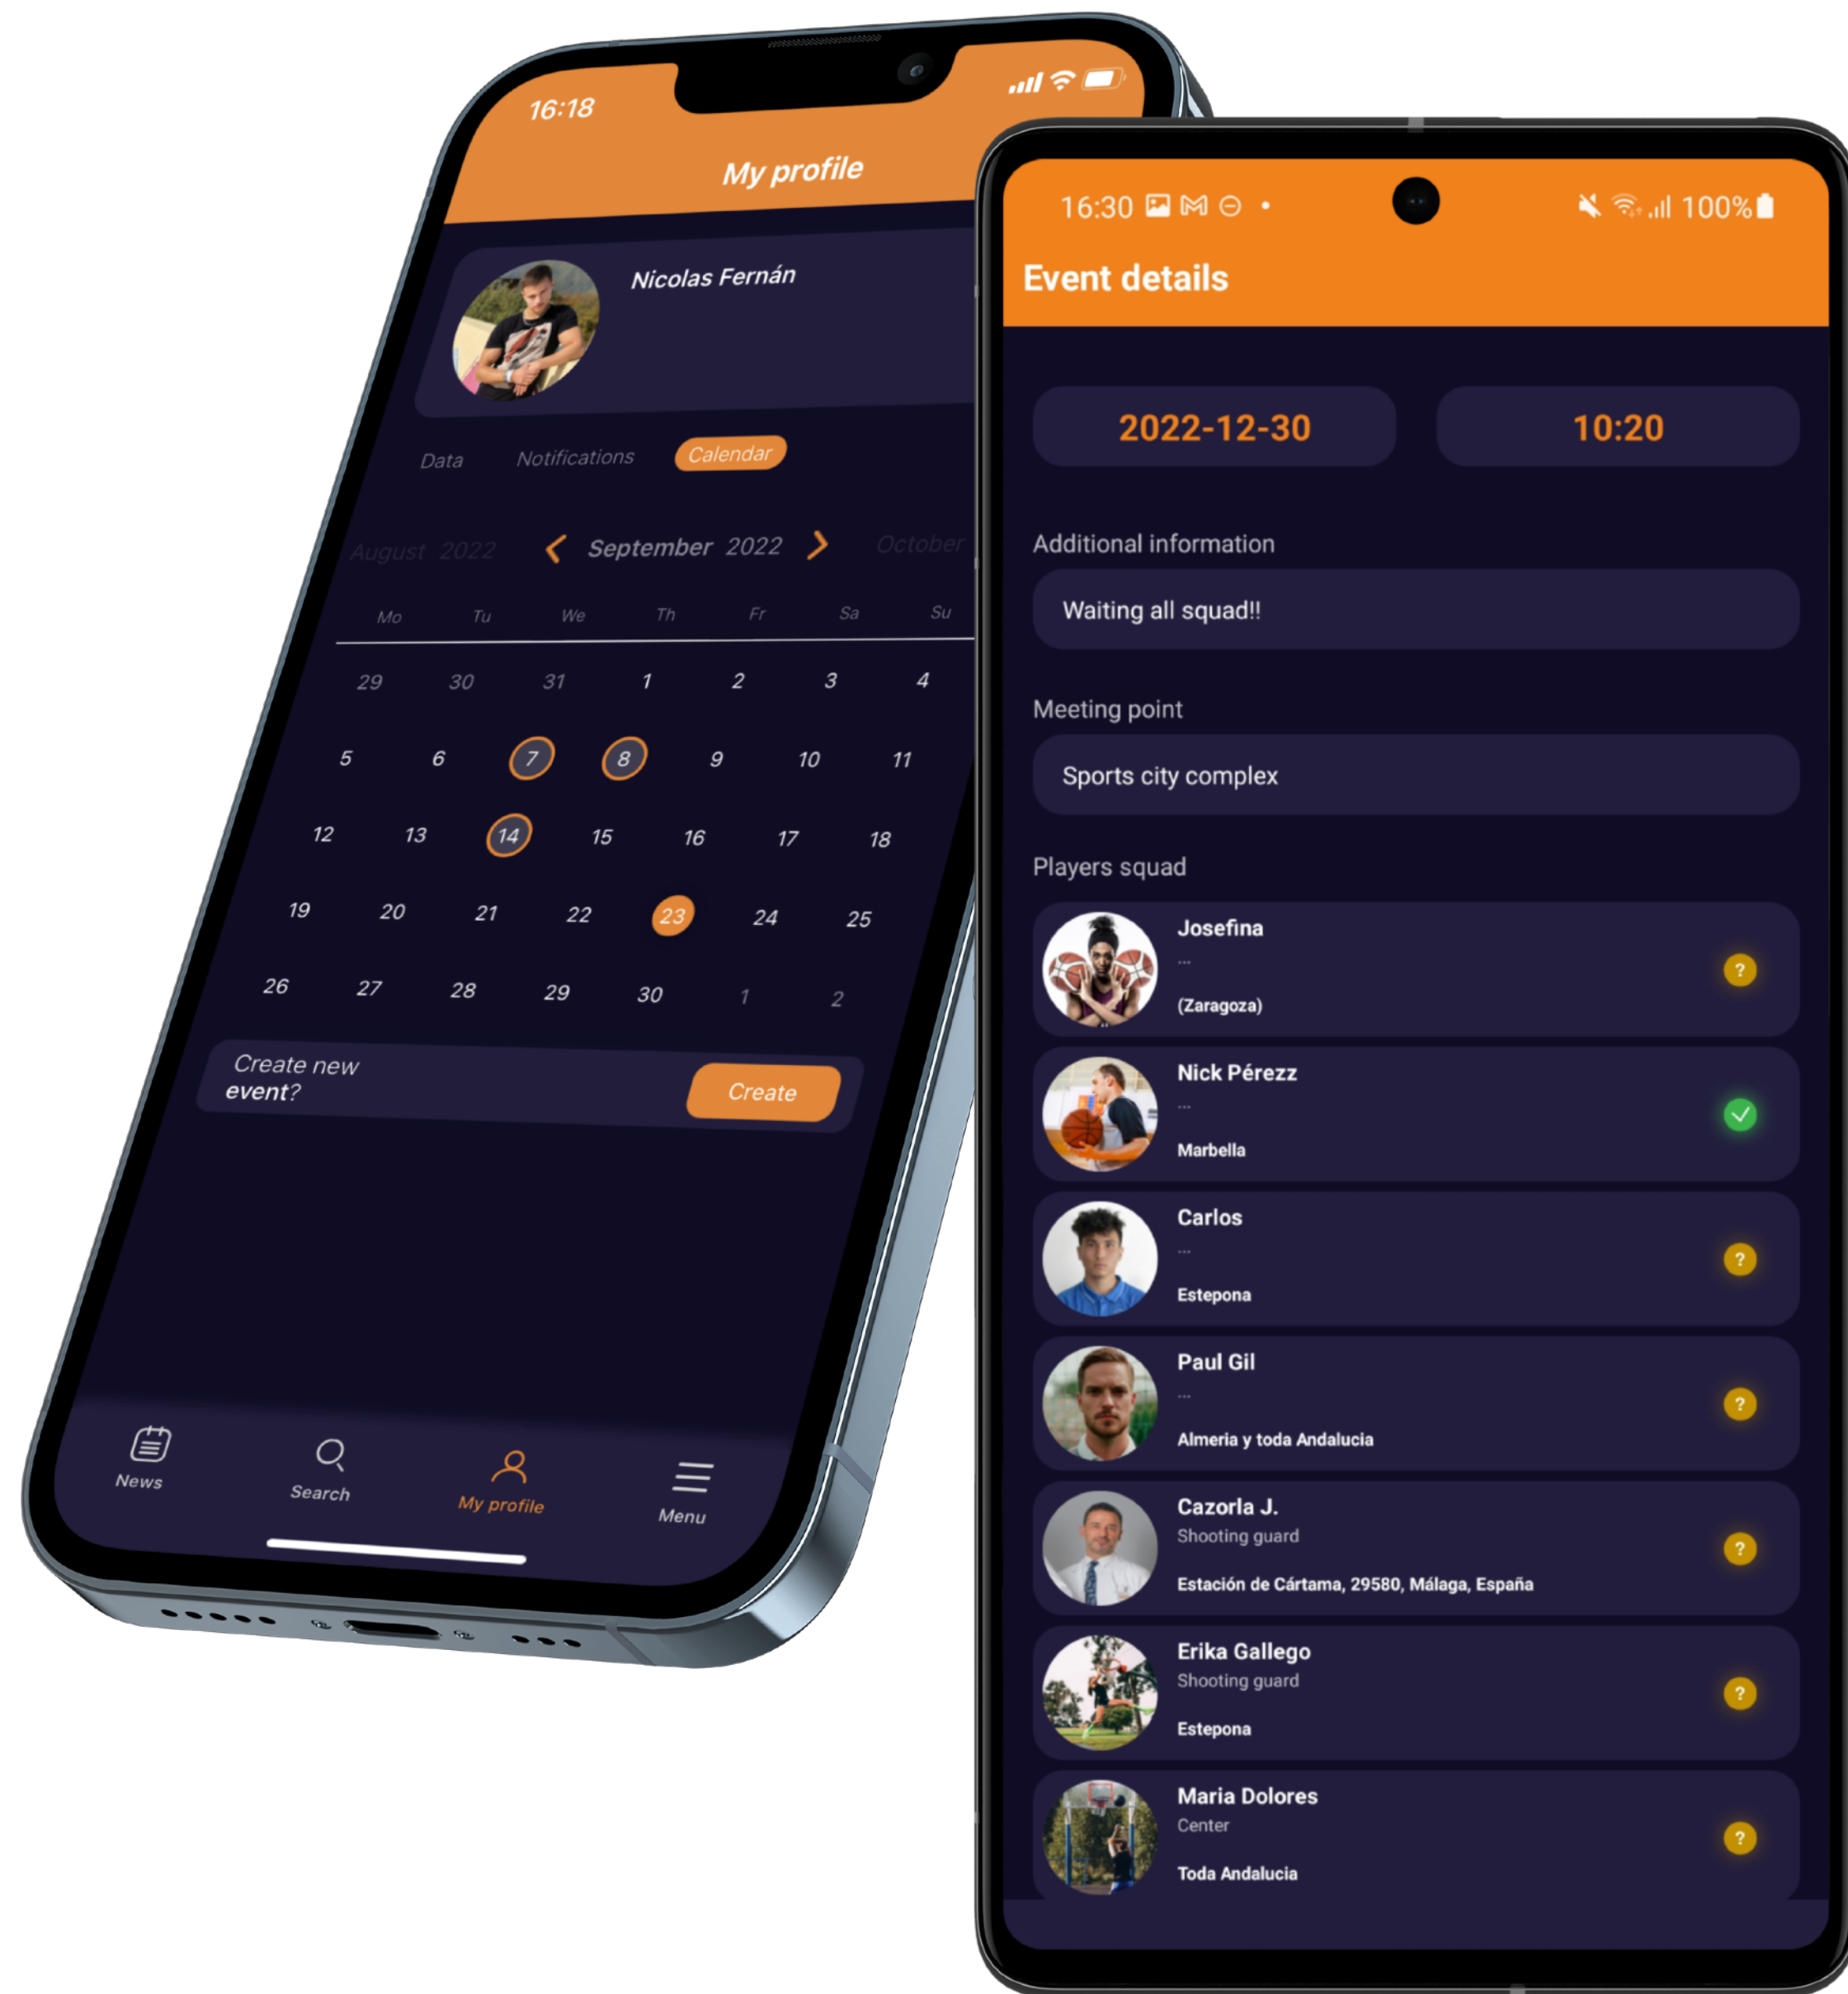 16:18
My profile
Nicolas Fernán
Data Notifications Calendar
August 2022 September 2022 October
Mo Tu We Th Fr Sa Su
29 30 31 1 2 3 4
5 6 7 8 9 10 11
12 13 14 15 16 17 18
19 20 21 22 23 24 25
26 27 28 29 30 1 2
Create new
event?
Create
News Search My profile Menu
16:30 100%
Event details
2022-12-30 10:20
Additional information
Waiting all squad!!
Meeting point
Sports city complex
Players squad
Josefina
...
(Zaragoza)
?
Nick Pérezz
...
Marbella
Carlos
...
Estepona
?
Paul Gil
...
Almeria y toda Andalucia
?
Cazorla J.
Shooting guard
Estación de Cártama, 29580, Málaga, España
?
Erika Gallego
Shooting guard
Estepona
?
Maria Dolores
Center
Toda Andalucia
?